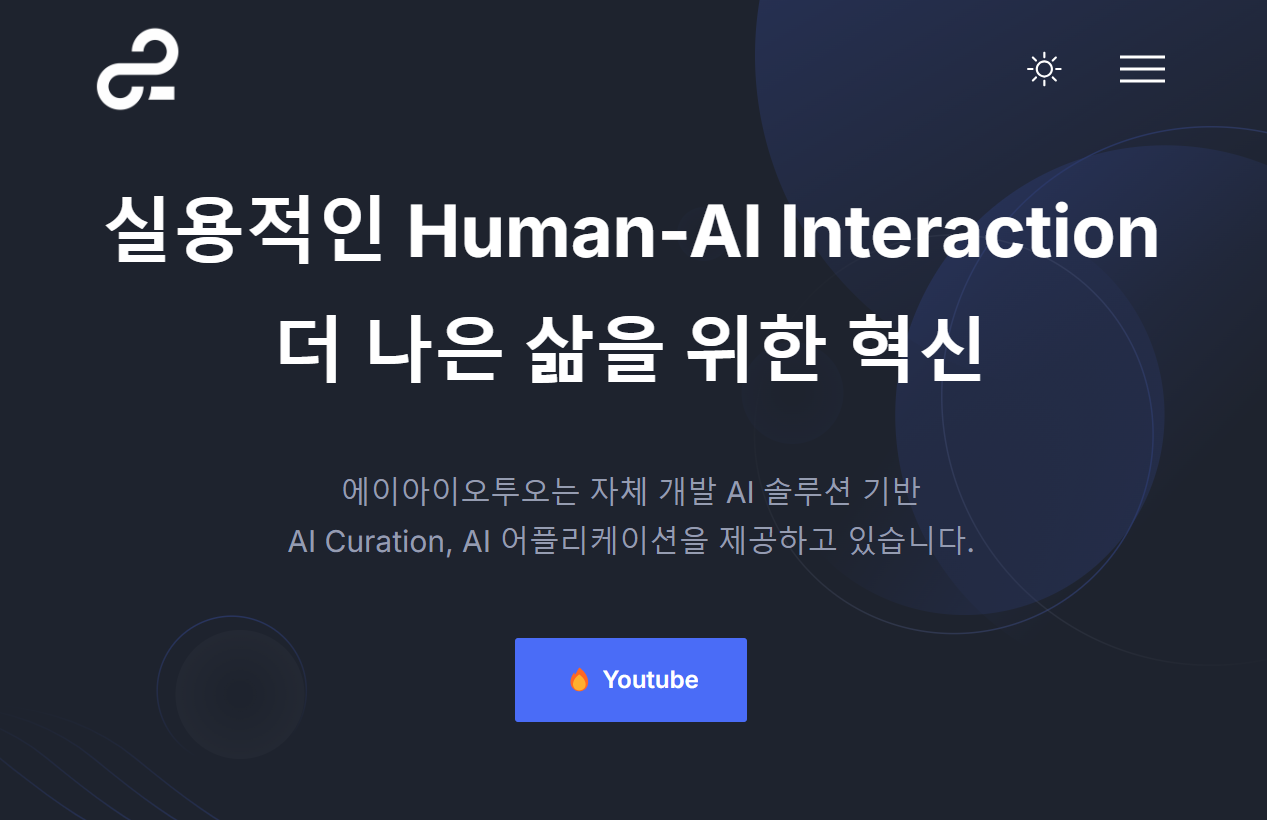 실용적인 Human-AI Interaction
더 나은 삶을 위한 혁신
에이아이오투오는 자체 개발 AI 솔루션 기반
AI Curation, AI 어플리케이션을 제공하고 있습니다.
🔥 Youtube